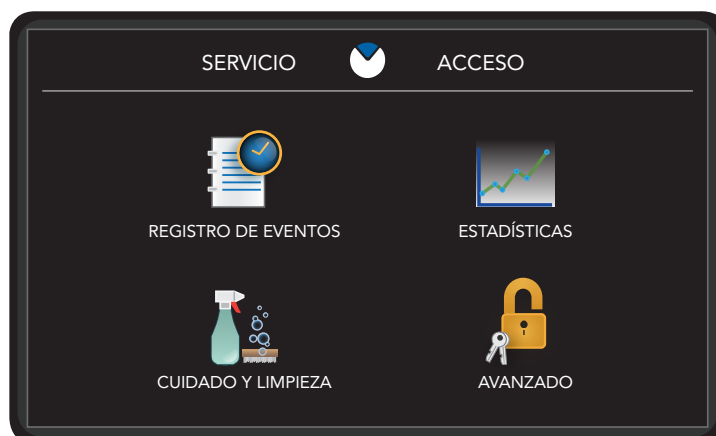 SERVICIO ACCESO
REGISTRO DE EVENTOS
ESTADÍSTICAS
CUIDADO Y LIMPIEZA
AVANZADO